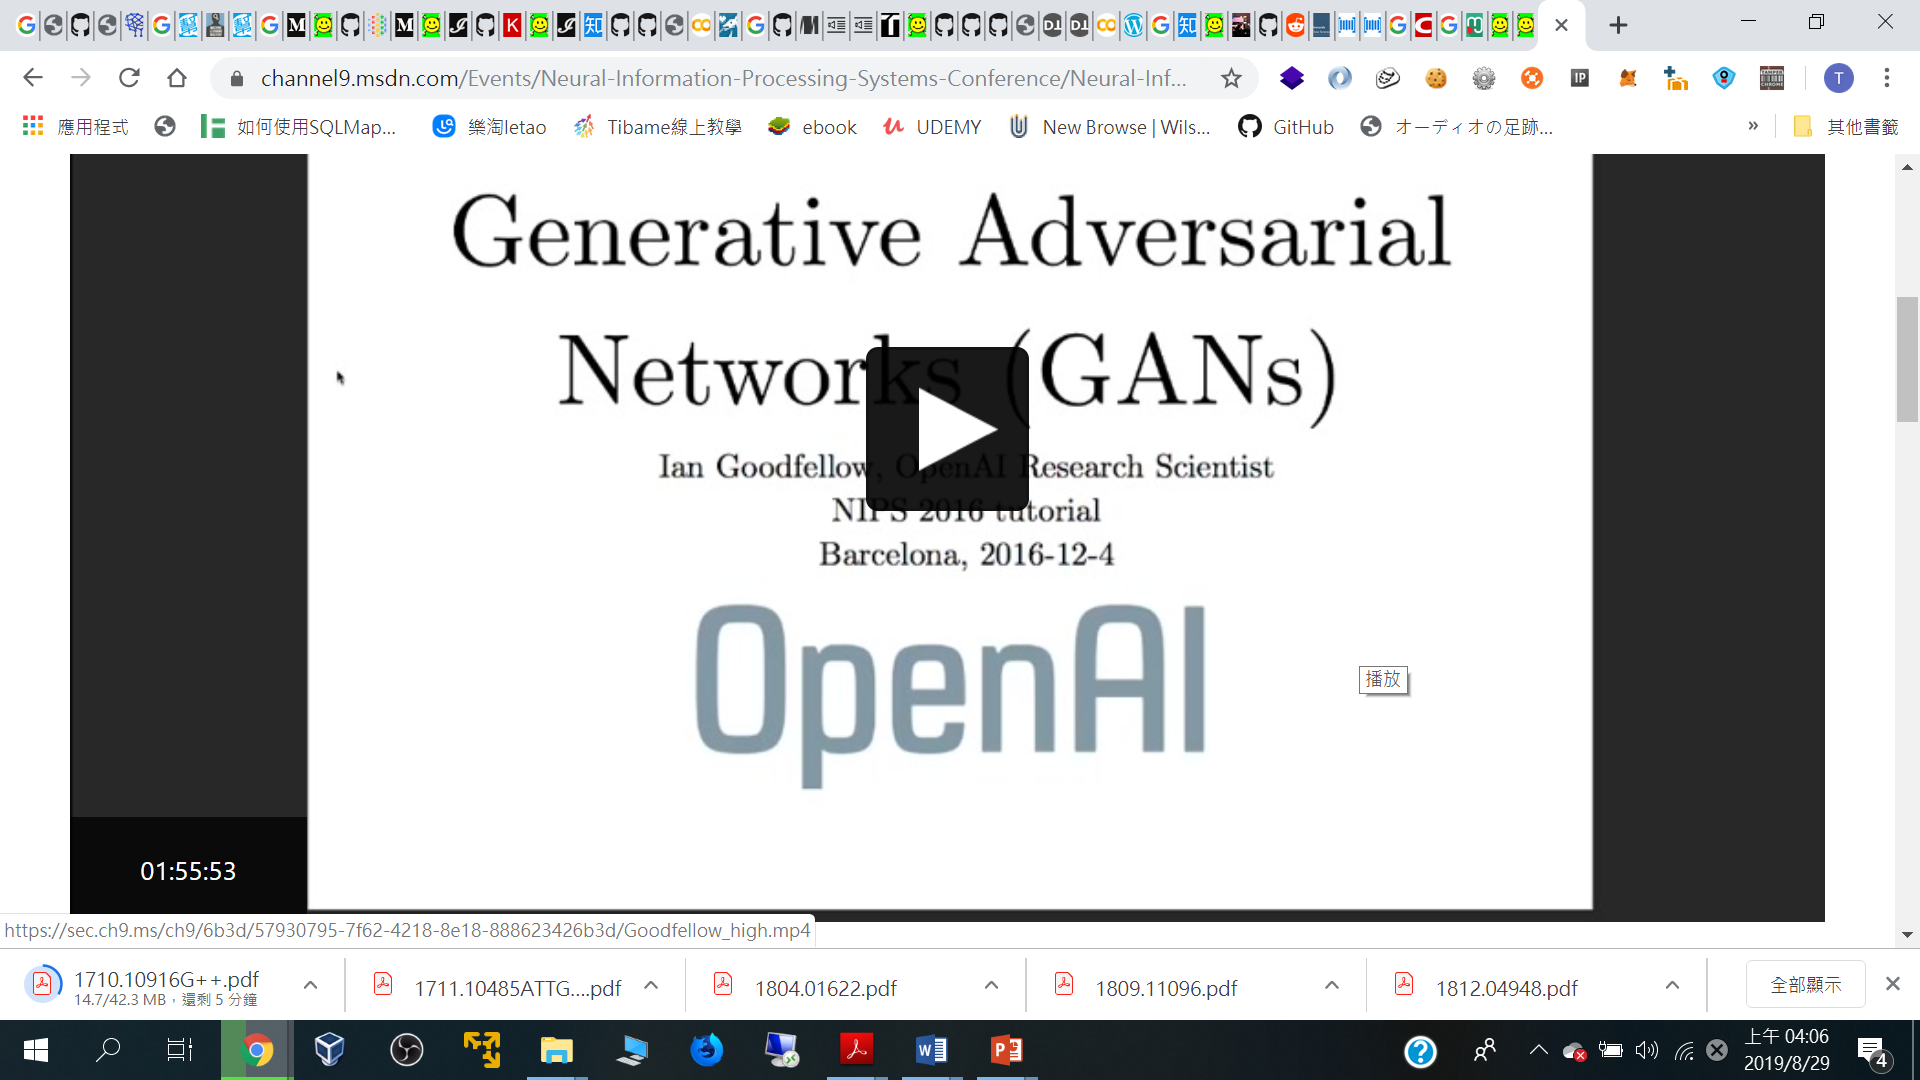 channel9.msdn.com/Events/Neural-Information-Processing-Systems-Conference/Neural-Inf...
IP
T
應用程式
如何使用SQLMap...
樂淘letao
Tibame線上教學
ebook
UDEMY
New Browse | Wils...
GitHub
オーディオの足跡...
»
其他書籤
Generative Adversarial
Networks (GANs)
Ian Goodfellow, OpenAI Research Scientist
NIPS 2016 tutorial
Barcelona, 2016-12-4
OpenAI
播放
01:55:53
https://sec.ch9.ms/ch9/6b3d/57930795-7f62-4218-8e18-888623426b3d/Goodfellow_high.mp4
1710.10916G++.pdf
14.7/42.3 MB，還剩 5 分鐘
1711.10485ATTG....pdf
1804.01622.pdf
1809.11096.pdf
1812.04948.pdf
全部顯示
上午 04:06
2019/8/29
4